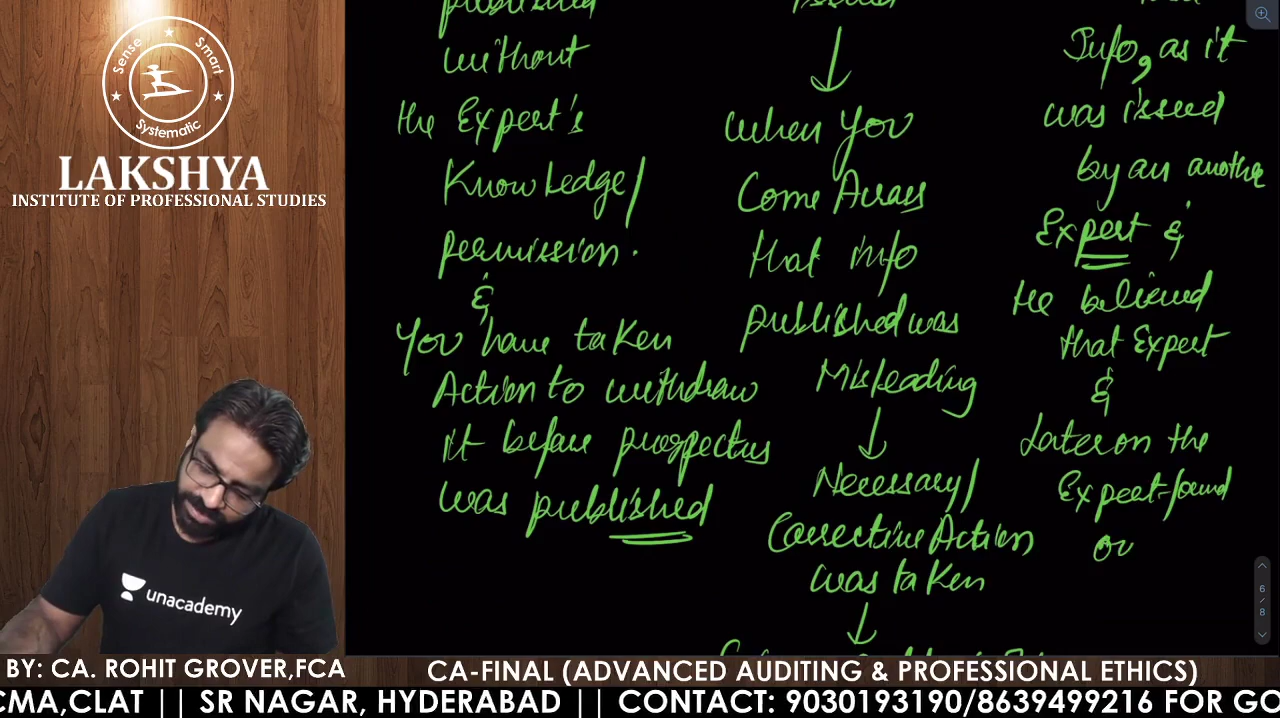 Sense
Smart
Systematic
LAKSHYA
INSTITUTE OF PROFESSIONAL STUDIES
published
without
the Expert's
Knowledge/
permission.
&
You have taken
Action to withdraw
it before prospectus
was published
issued
When you
Come Across
that info
published was
Misleading
Necessary/
Corrective Action
was taken
Info, as it
was issued
by an another
Expert &
He believed
that Expert
&
Later on the
Expert found
or
6
/
8
unacademy
BY: CA. ROHIT GROVER,FCA
CA-FINAL (ADVANCED AUDITING & PROFESSIONAL ETHICS)
CMA,CLAT || SR NAGAR, HYDERABAD || CONTACT: 9030193190/8639499216 FOR GO